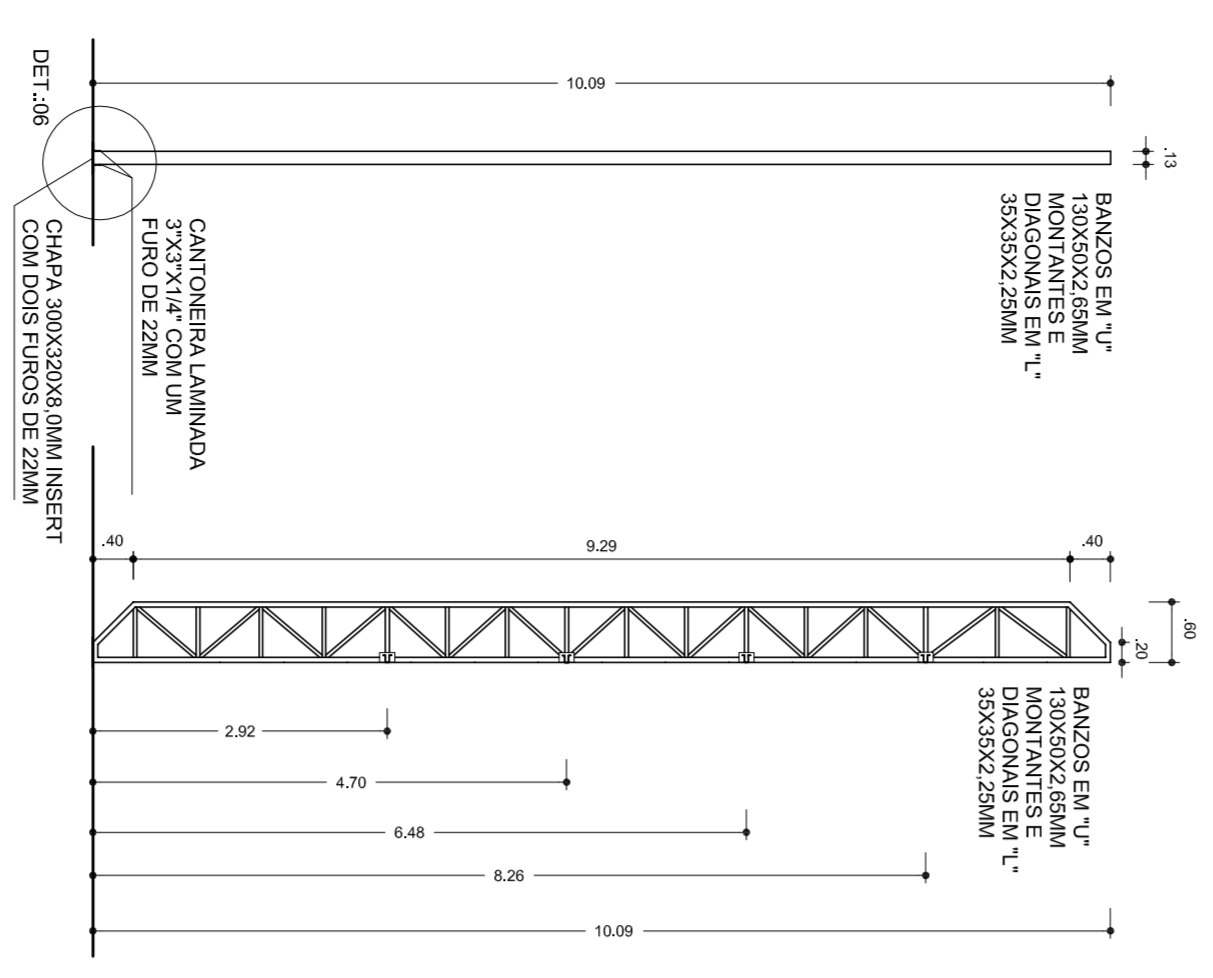 10.09
.13
BANZOS EM "U"
130X50X2,65MM
MONTANTES E
DIAGONAIS EM "L"
35X35X2,25MM
DET.:06
CANTONEIRA LAMINADA
3"X3"X1/4" COM UM
FURO DE 22MM
CHAPA 300X320X8,0MM INSERT
COM DOIS FUROS DE 22MM
.40
9.29
.40
.60
.20
BANZOS EM "U"
130X50X2,65MM
MONTANTES E
DIAGONAIS EM "L"
35X35X2,25MM
2.92
4.70
6.48
8.26
10.09